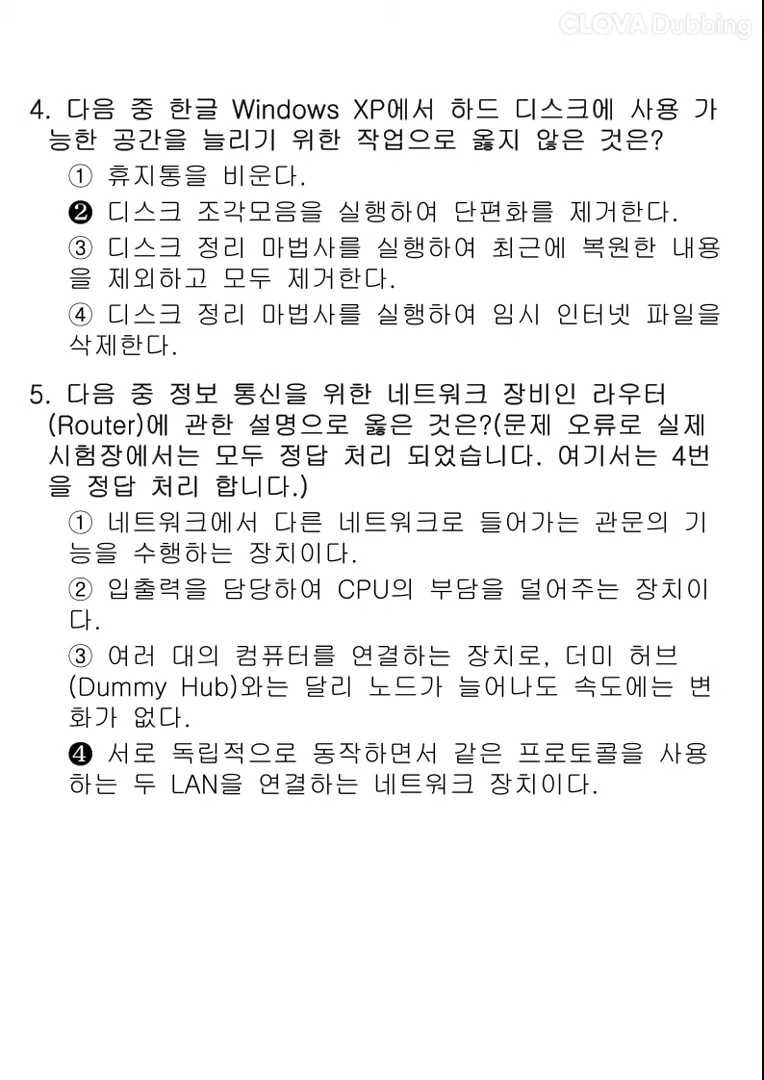 CLOVA Dubbing
4. 다음 중 한글 Windows XP에서 하드 디스크에 사용 가
능한 공간을 늘리기 위한 작업으로 옳지 않은 것은?
① 휴지통을 비운다.
❷ 디스크 조각모음을 실행하여 단편화를 제거한다.
③ 디스크 정리 마법사를 실행하여 최근에 복원한 내용
을 제외하고 모두 제거한다.
④ 디스크 정리 마법사를 실행하여 임시 인터넷 파일을
삭제한다.
5. 다음 중 정보 통신을 위한 네트워크 장비인 라우터
(Router)에 관한 설명으로 옳은 것은?(문제 오류로 실제
시험장에서는 모두 정답 처리 되었습니다. 여기서는 4번
을 정답 처리 합니다.)
① 네트워크에서 다른 네트워크로 들어가는 관문의 기
능을 수행하는 장치이다.
② 입출력을 담당하여 CPU의 부담을 덜어주는 장치이
다.
③ 여러 대의 컴퓨터를 연결하는 장치로, 더미 허브
(Dummy Hub)와는 달리 노드가 늘어나도 속도에는 변
화가 없다.
❹ 서로 독립적으로 동작하면서 같은 프로토콜을 사용
하는 두 LAN을 연결하는 네트워크 장치이다.